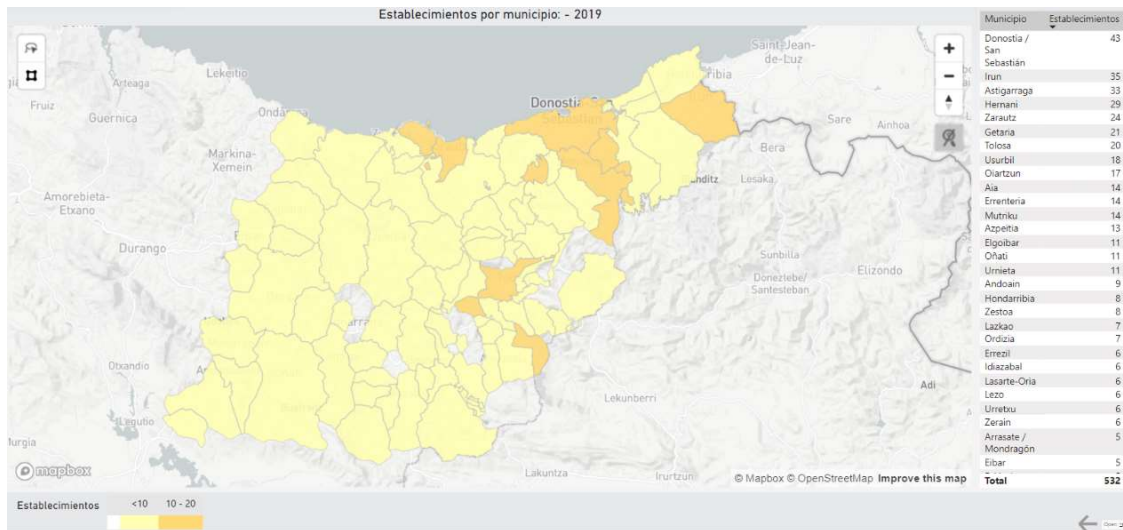 Establecimientos por municipio: - 2019
Municipio Establecimientos
Donostia / San Sebastián 43
Irun 35
Astigarraga 33
Hernani 29
Zarautz 24
Getaria 21
Tolosa 20
Usurbil 18
Oiartzun 17
Aia 14
Errenteria 14
Mutriku 14
Azpeitia 13
Elgoibar 11
Oñati 11
Urnieta 11
Andoain 9
Hondarribia 8
Zestoa 8
Lazkao 7
Ordizia 7
Errezil 6
Idiazabal 6
Lasarte-Oria 6
Lezo 6
Urretxu 6
Zerain 6
Arrasate / Mondragón 5
Eibar 5
Total 532
Saint-Jean-de-Luz
Lekeitio
Arteaga
Fruiz
Guernica
Markina-Xemein
Amorebieta-Etxano
Durango
Otxandio
Legutio
Murgia
Sare
Ainhoa
Bera
Lesaka
Sunbilla
Doneztebe/
Santesteban
Elizondo
Adi
Lekunberri
Lakuntza
Irurtzun
mapbox
© Mapbox © OpenStreetMap Improve this map
Establecimientos <10 10 - 20